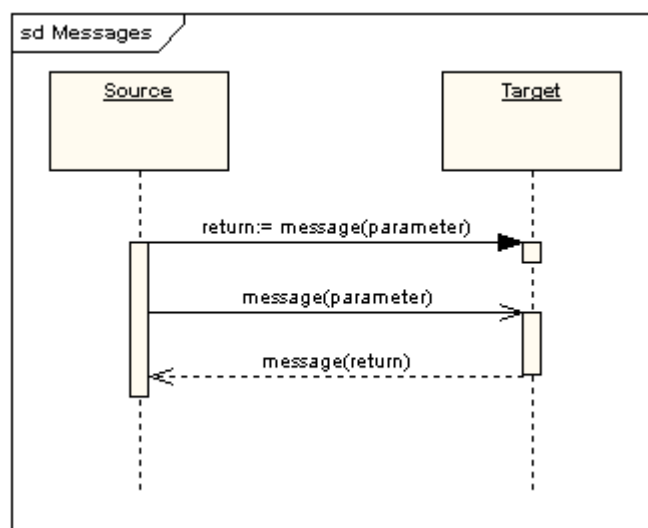 sd Messages
Source
Target
return:= message(parameter)
message(parameter)
message(return)